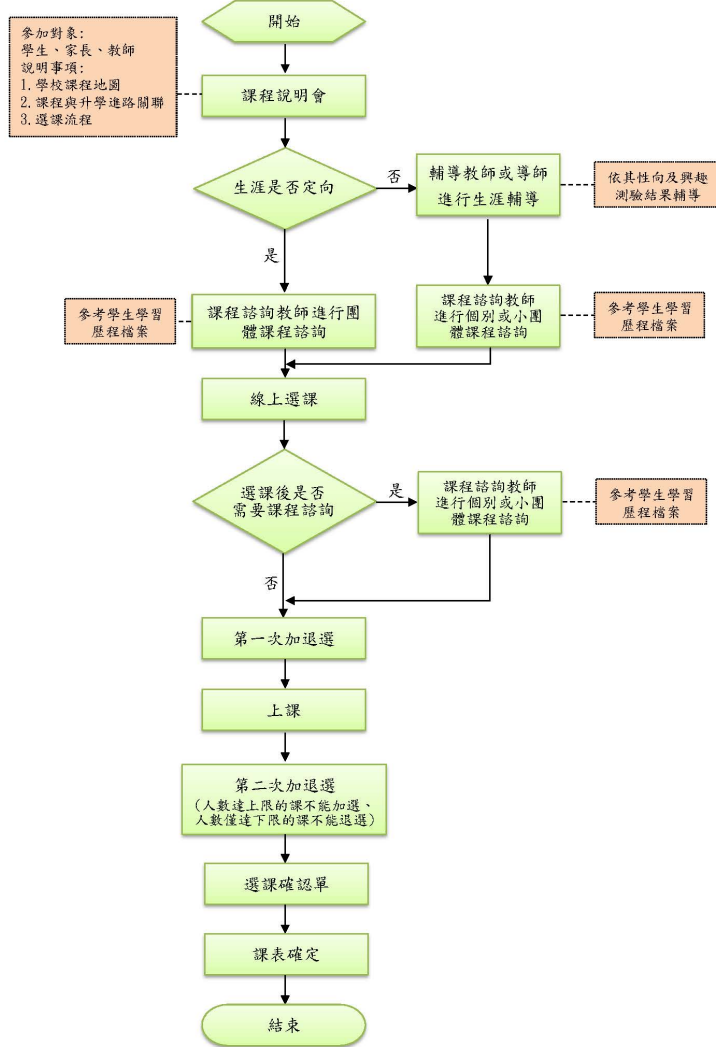 開始
參加對象:
學生、家長、教師
說明事項:
1.學校課程地圖
2.課程與升學進路關聯
3.選課流程
課程說明會
生涯是否定向
否
輔導教師或導師
進行生涯輔導
依其性向及興趣
測驗結果輔導
是
參考學生學習
歷程檔案
課程諮詢教師進行團
體課程諮詢
課程諮詢教師
進行個別或小團
體課程諮詢
參考學生學習
歷程檔案
線上選課
選課後是否
需要課程諮詢
是
課程諮詢教師
進行個別或小團
體課程諮詢
參考學生學習
歷程檔案
否
第一次加退選
上課
第二次加退選
(人數達上限的課不能加選、
人數僅達下限的課不能退選)
選課確認單
課表確定
結束